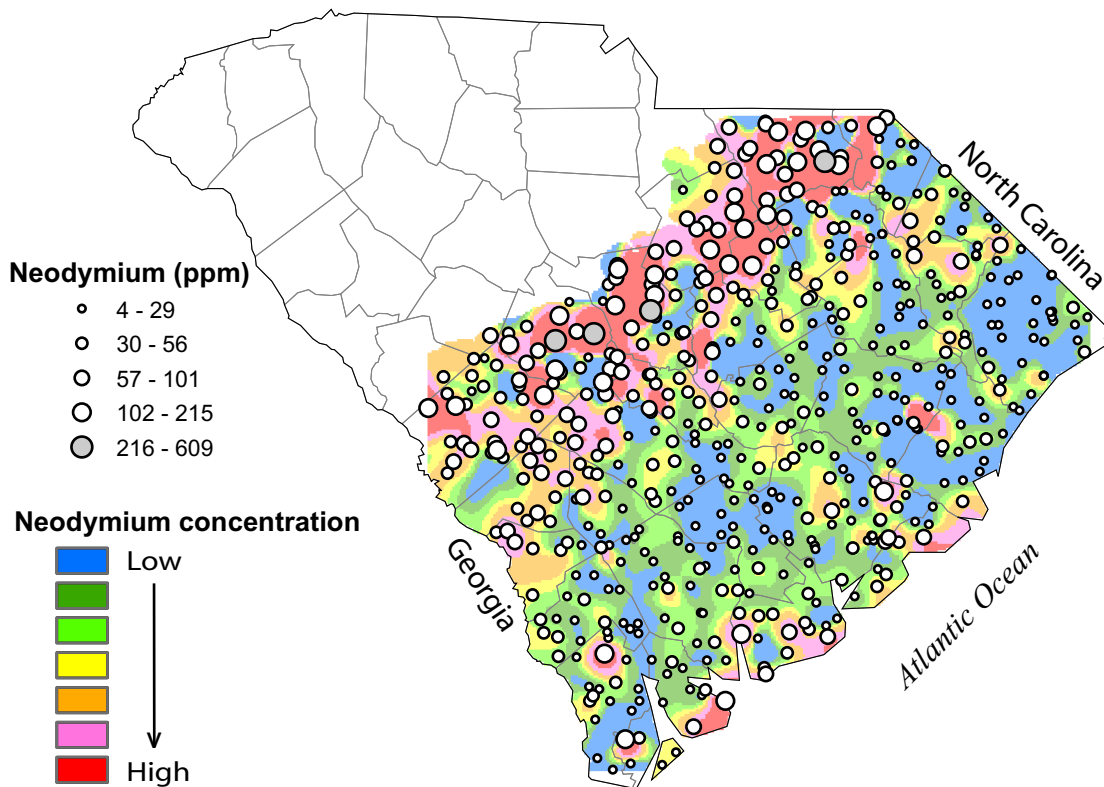 North Carolina
Neodymium (ppm)
4 - 29
30 - 56
57 - 101
102 - 215
216 - 609
Neodymium concentration
Low
High
Georgia
Atlantic Ocean